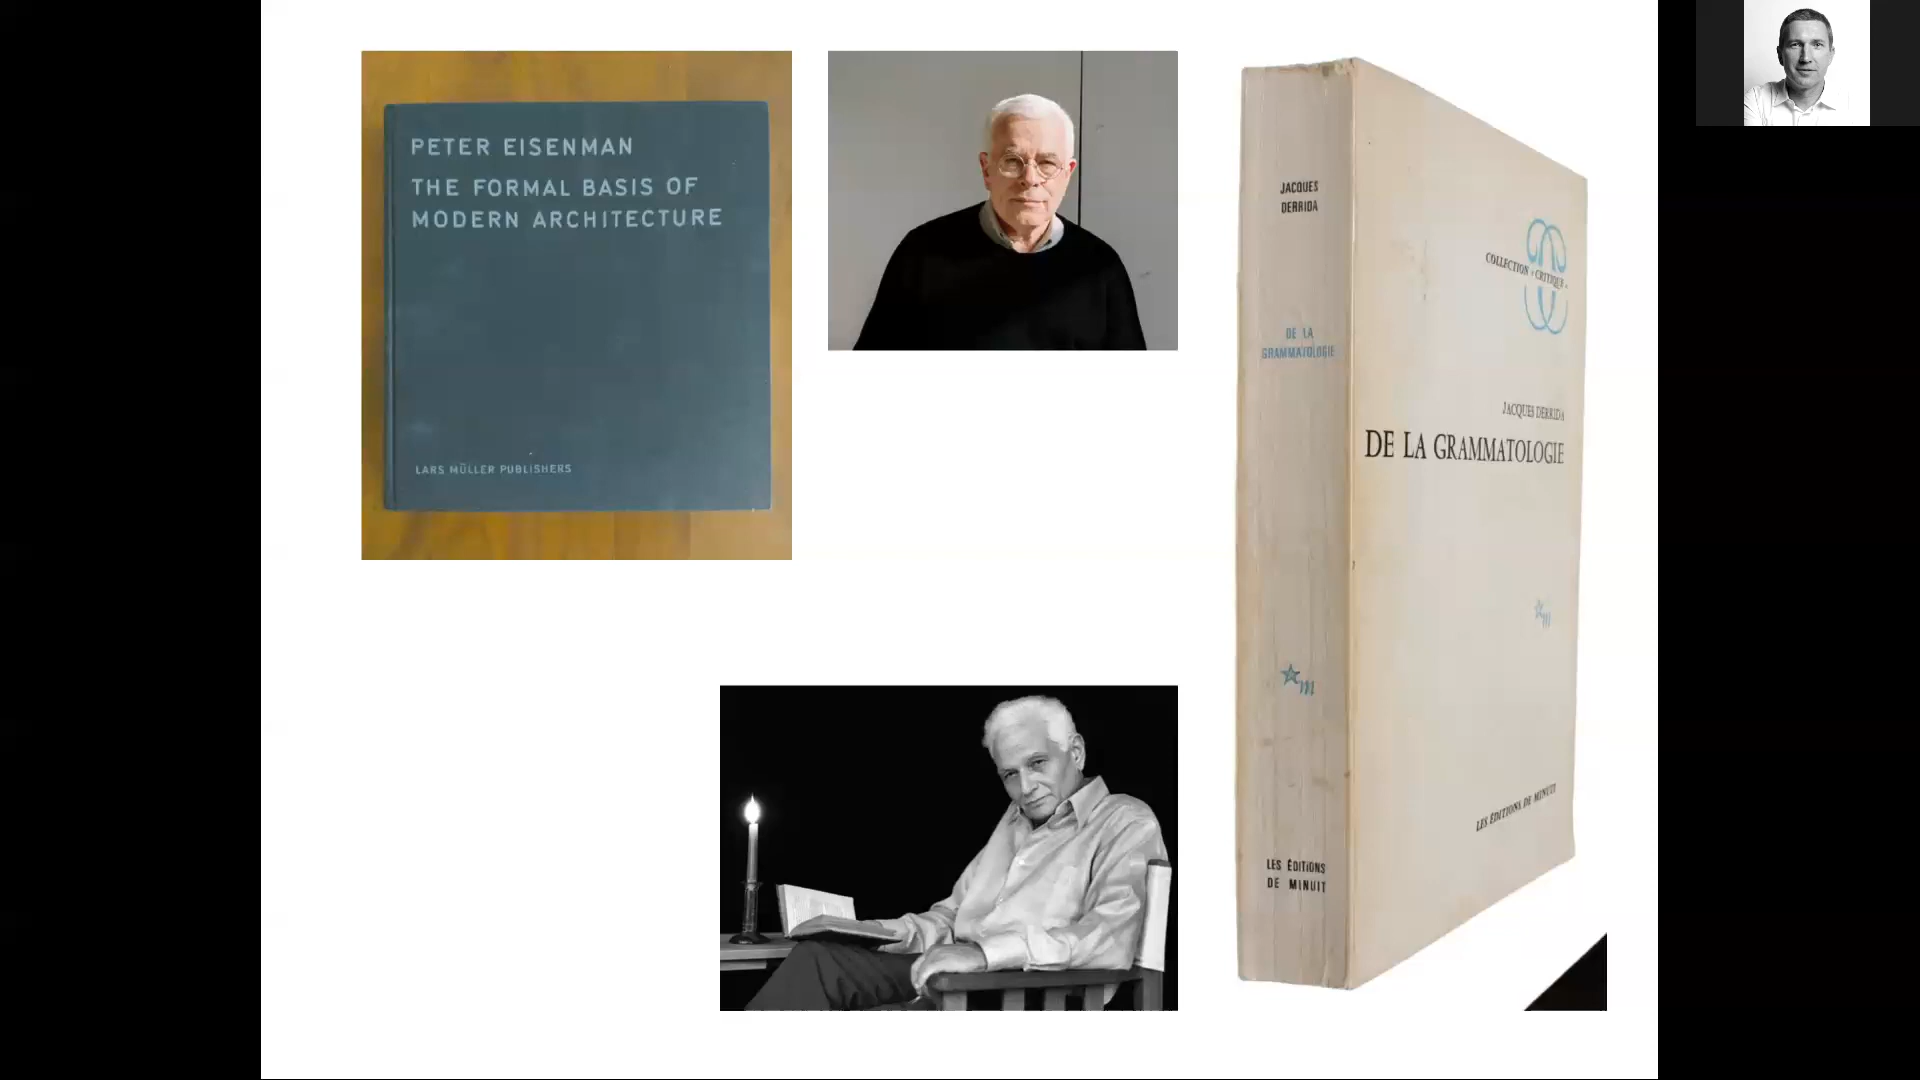 PETER EISENMAN
THE FORMAL BASIS OF
MODERN ARCHITECTURE
LARS MÜLLER PUBLISHERS
JACQUES
DERRIDA
DE LA
GRAMMATOLOGIE
m
LES ÉDITIONS
DE MINUIT
COLLECTION « CRITIQUE »
JACQUES DERRIDA
DE LA GRAMMATOLOGIE
m
LES ÉDITIONS DE MINUIT